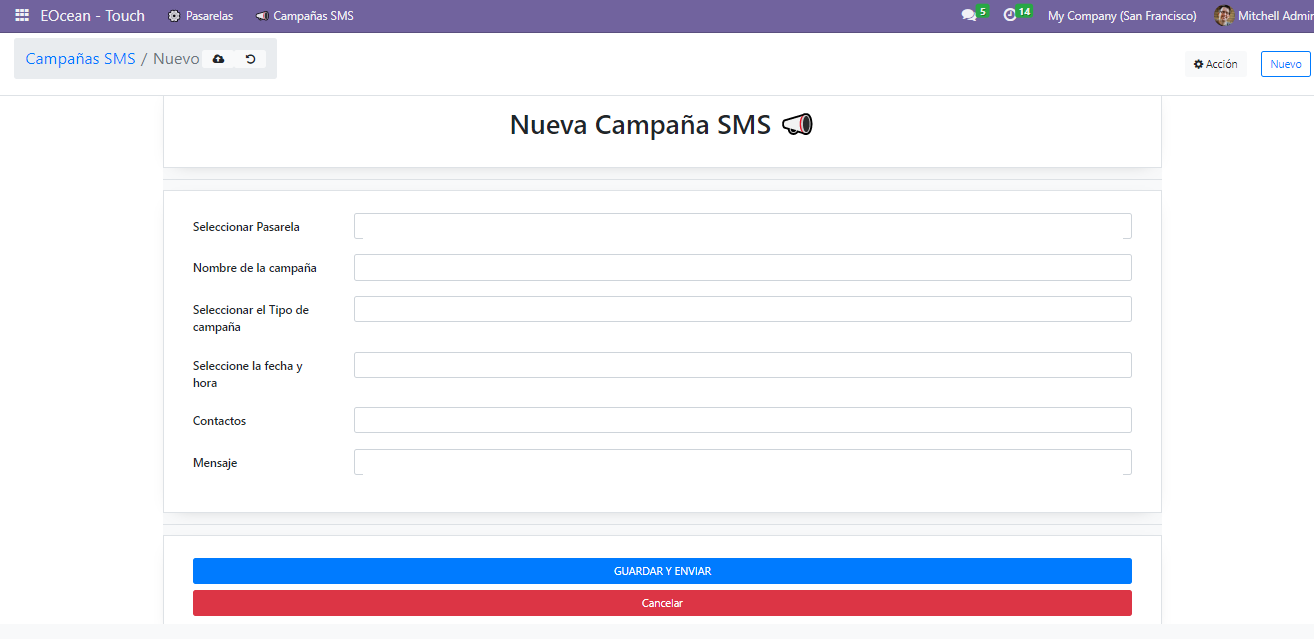 EOcean - Touch Pasarelas Campañas SMS 5 14 My Company (San Francisco) Mitchell Admin
Campañas SMS / Nuevo
Acción Nuevo
Nueva Campaña SMS
Seleccionar Pasarela
Nombre de la campaña
Seleccionar el Tipo de
campaña
Seleccione la fecha y
hora
Contactos
Mensaje
GUARDAR Y ENVIAR
Cancelar